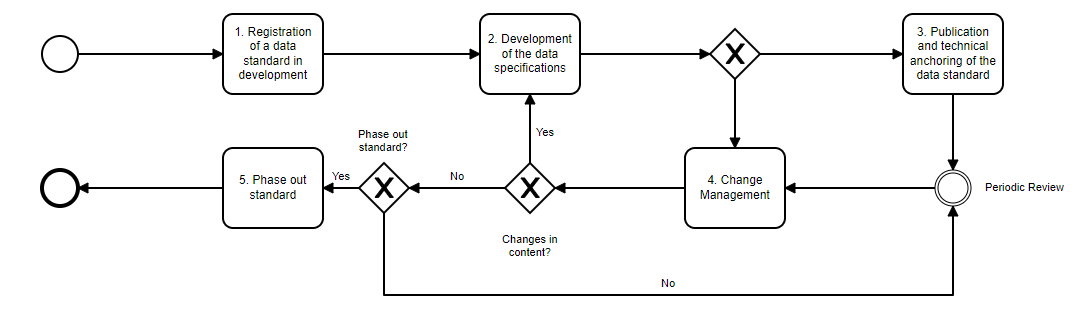 1. Registration
of a data
standard in
development
2. Development
of the data
specifications
X
3. Publication
and technical
anchoring of the
data standard
Phase out
standard?
Yes
5. Phase out
standard
Yes
X
No
X
4. Change
Management
Periodic Review
Changes in
content?
No